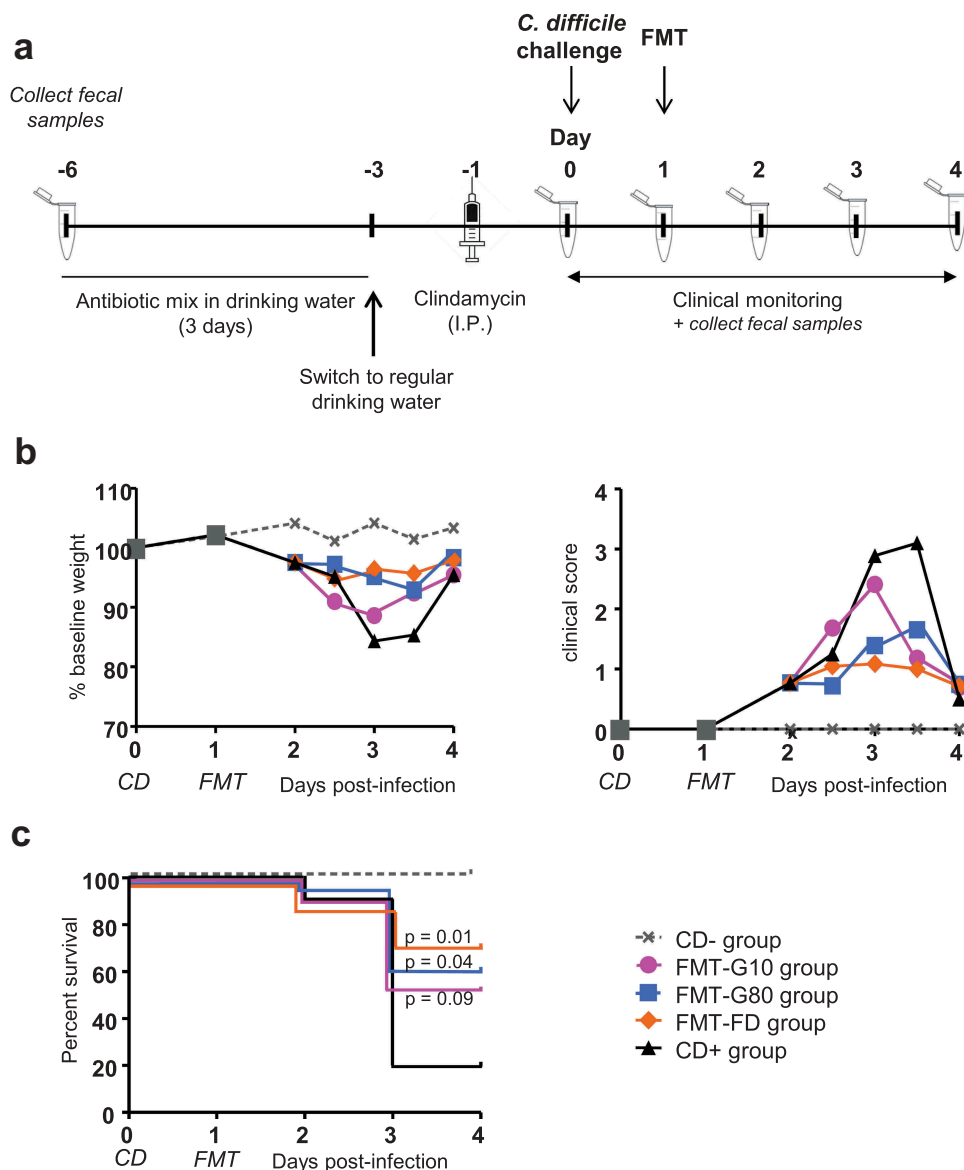 a
C. difficile
challenge
FMT
Collect fecal
samples
Day
-6
-3
-1
0
1
2
3
4
Antibiotic mix in drinking water
(3 days)
Clindamycin
(I.P.)
Clinical monitoring
+ collect fecal samples
Switch to regular
drinking water
b
% baseline weight
110
100
90
80
70
0 1 2 3 4
CD FMT Days post-infection
clinical score
4
3
2
1
0
0 1 2 3 4
CD FMT Days post-infection
c
Percent survival
100
80
60
40
20
0
p = 0.01
p = 0.04
p = 0.09
0 1 2 3 4
CD FMT Days post-infection
CD- group
FMT-G10 group
FMT-G80 group
FMT-FD group
CD+ group